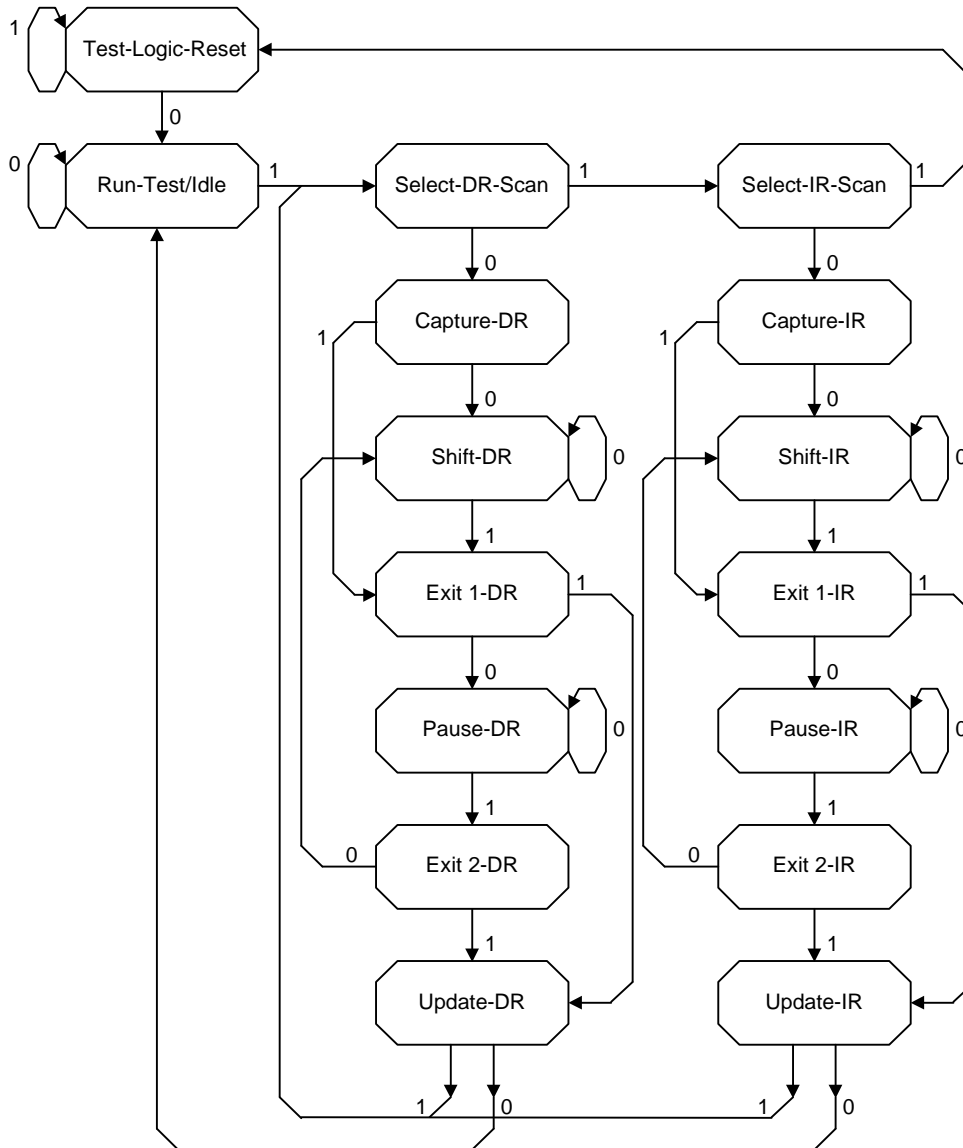 1
Test-Logic-Reset
0
0
Run-Test/Idle
1
Select-DR-Scan
1
Select-IR-Scan
1
0
0
Capture-DR
Capture-IR
1
1
0
0
Shift-DR
0
Shift-IR
0
1
1
Exit 1-DR
1
Exit 1-IR
1
0
0
Pause-DR
0
Pause-IR
0
1
1
0
Exit 2-DR
0
Exit 2-IR
1
1
Update-DR
Update-IR
1
0
1
0